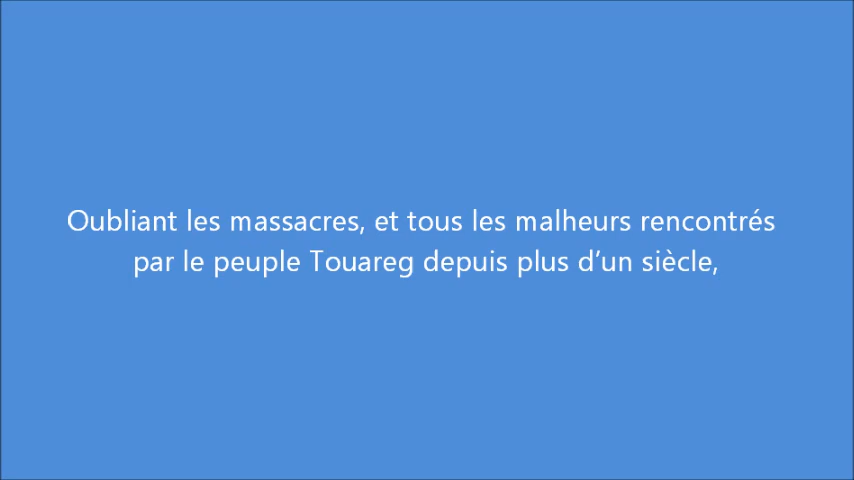 Oubliant les massacres, et tous les malheurs rencontrés
par le peuple Touareg depuis plus d’un siècle,